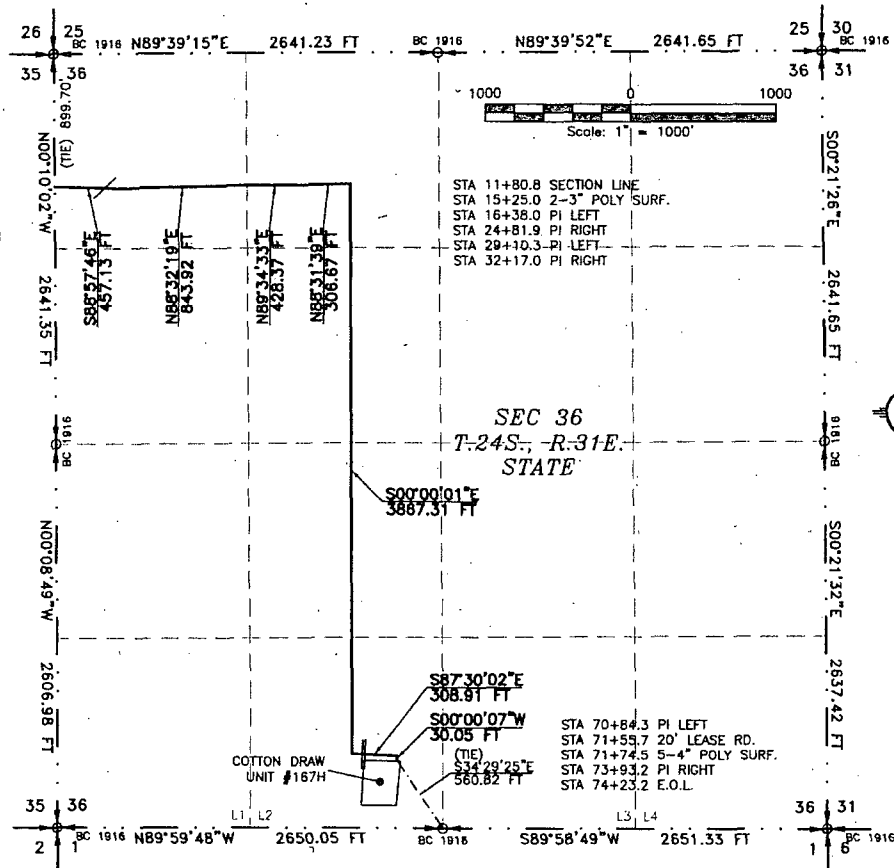 26 25
BC 1916 N89°39'15"E 2641.23 FT
BC 1916
N89°39'52"E 2641.65 FT
25 30
BC 1916
35 36
36 31
1000 0 1000
Scale: 1" = 1000'
898.70'
(TIE)
N00°10'02"W 2641.35 FT
S00°21'26"E 2641.65 FT
STA 11+80.8 SECTION LINE
STA 15+25.0 2-3" POLY SURF.
STA 16+38.0 PI LEFT
STA 24+81.9 PI RIGHT
STA 29+10.3 PI LEFT
STA 32+17.0 PI RIGHT
S88°57'46"E
457.13 FT
N88°32'19"E
843.92 FT
N89°34'33"E
428.37 FT
N88°31'39"E
306.67 FT
BC 1916
BC 1916
SEC 36
T.24S., R.31E.
STATE
S00°00'01"E
3887.31 FT
N00°08'49"W 2606.98 FT
S00°21'32"E 2637.42 FT
S87°30'02"E
308.91 FT
S00°00'07"W
30.05 FT
(TIE)
S34°29'25"E
560.82 FT
COTTON DRAW
UNIT #167H
STA 70+84.3 PI LEFT
STA 71+55.7 20' LEASE RD.
STA 71+74.5 5-4" POLY SURF.
STA 73+93.2 PI RIGHT
STA 74+23.2 E.O.L.
35 36
L1 L2
L3 L4
36 31
2 1
BC 1916 N89°59'48"W 2650.05 FT
BC 1916
S89°58'49"W 2651.33 FT
BC 1916
1 6